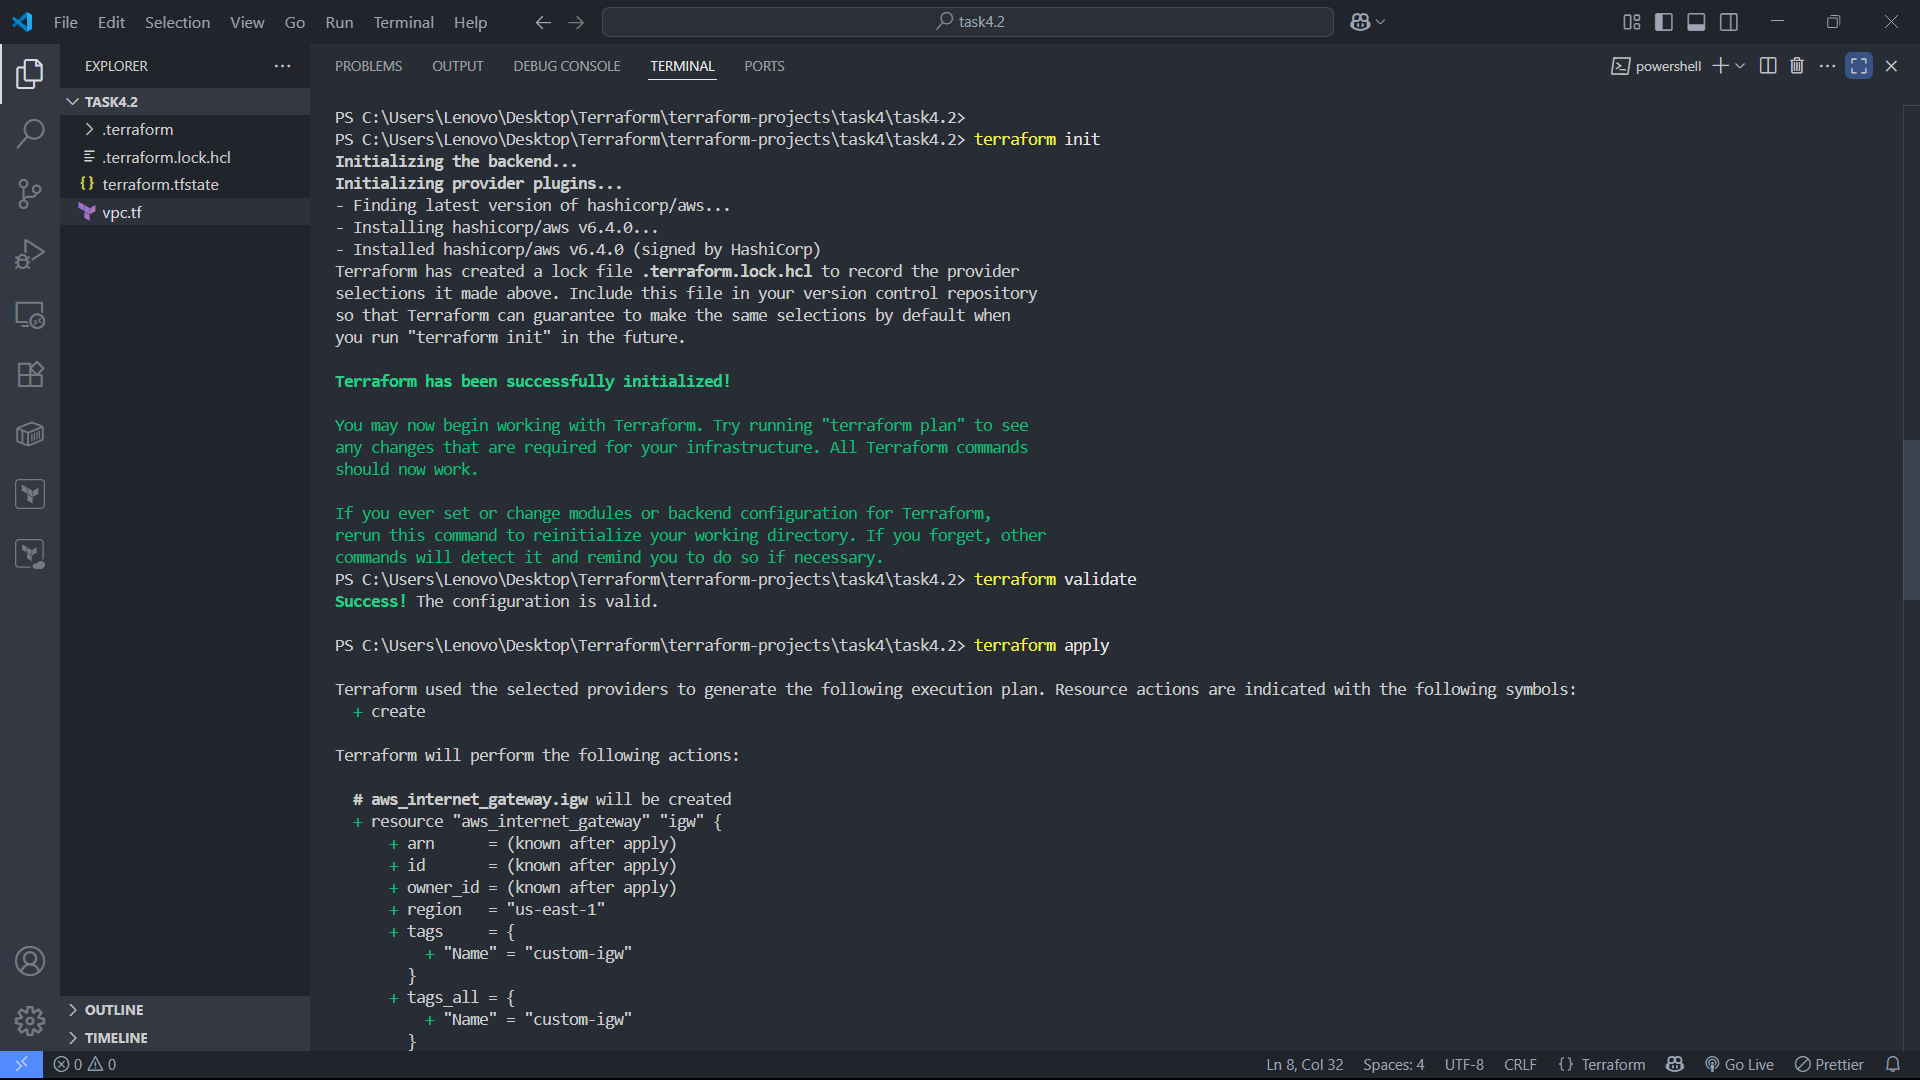 File Edit Selection View Go Run Terminal Help
task4.2
EXPLORER
TASK4.2
.terraform
.terraform.lock.hcl
terraform.tfstate
vpc.tf
OUTLINE
TIMELINE
PROBLEMS OUTPUT DEBUG CONSOLE TERMINAL PORTS
powershell
PS C:\Users\Lenovo\Desktop\Terraform\terraform-projects\task4\task4.2>
PS C:\Users\Lenovo\Desktop\Terraform\terraform-projects\task4\task4.2> terraform init
Initializing the backend...
Initializing provider plugins...
- Finding latest version of hashicorp/aws...
- Installing hashicorp/aws v6.4.0...
- Installed hashicorp/aws v6.4.0 (signed by HashiCorp)
Terraform has created a lock file .terraform.lock.hcl to record the provider
selections it made above. Include this file in your version control repository
so that Terraform can guarantee to make the same selections by default when
you run "terraform init" in the future.
Terraform has been successfully initialized!
You may now begin working with Terraform. Try running "terraform plan" to see
any changes that are required for your infrastructure. All Terraform commands
should now work.
If you ever set or change modules or backend configuration for Terraform,
rerun this command to reinitialize your working directory. If you forget, other
commands will detect it and remind you to do so if necessary.
PS C:\Users\Lenovo\Desktop\Terraform\terraform-projects\task4\task4.2> terraform validate
Success! The configuration is valid.
PS C:\Users\Lenovo\Desktop\Terraform\terraform-projects\task4\task4.2> terraform apply
Terraform used the selected providers to generate the following execution plan. Resource actions are indicated with the following symbols:
+ create
Terraform will perform the following actions:
# aws_internet_gateway.igw will be created
+ resource "aws_internet_gateway" "igw" {
+ arn      = (known after apply)
+ id       = (known after apply)
+ owner_id = (known after apply)
+ region   = "us-east-1"
+ tags     = {
+ "Name" = "custom-igw"
}
+ tags_all = {
+ "Name" = "custom-igw"
}
0 0
Ln 8, Col 32 Spaces: 4 UTF-8 CRLF {} Terraform Go Live Prettier